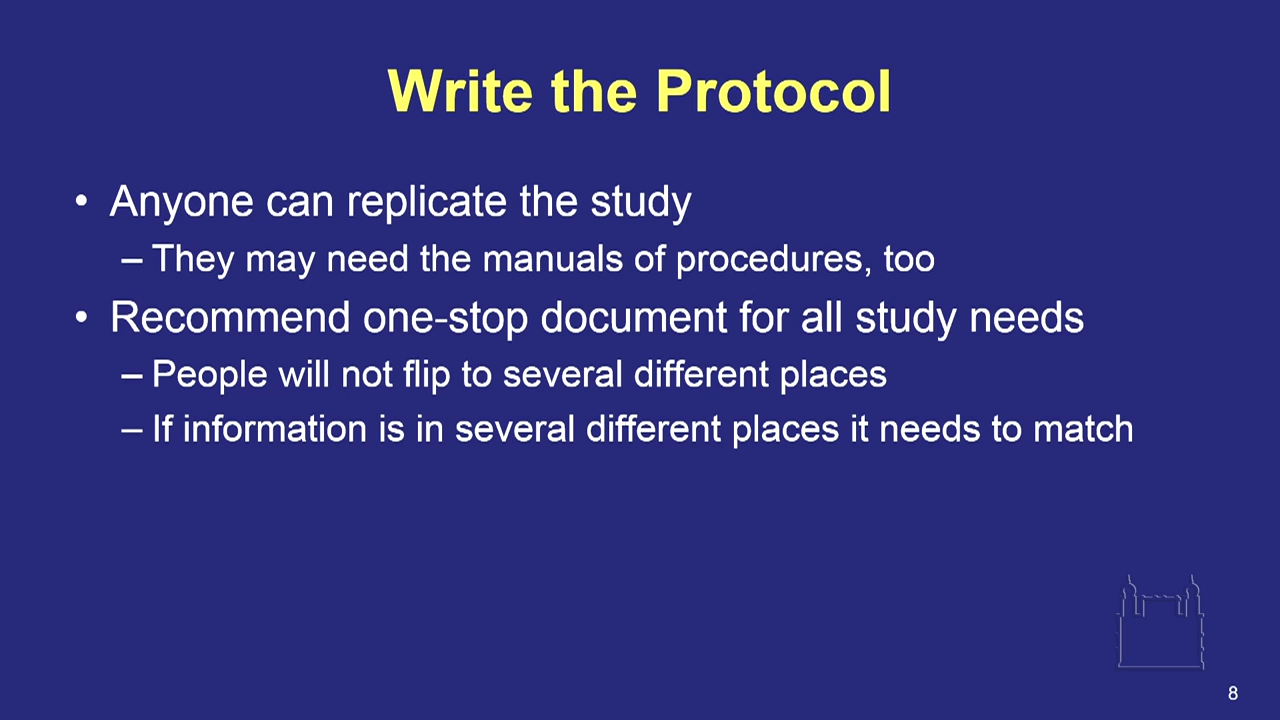 Write the Protocol
• Anyone can replicate the study
– They may need the manuals of procedures, too
• Recommend one-stop document for all study needs
– People will not flip to several different places
– If information is in several different places it needs to match
8